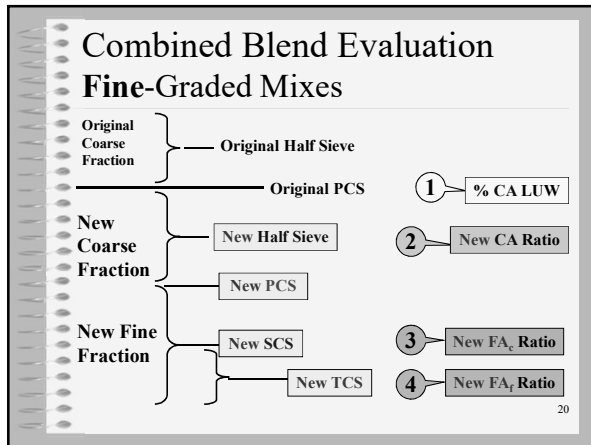 Combined Blend Evaluation
Fine-Graded Mixes
Original
Coarse
Fraction
Original Half Sieve
Original PCS
1
% CA LUW
New
Coarse
Fraction
New Half Sieve
2
New CA Ratio
New PCS
New Fine
Fraction
New SCS
3
New FAc Ratio
New TCS
4
New FAf Ratio
20